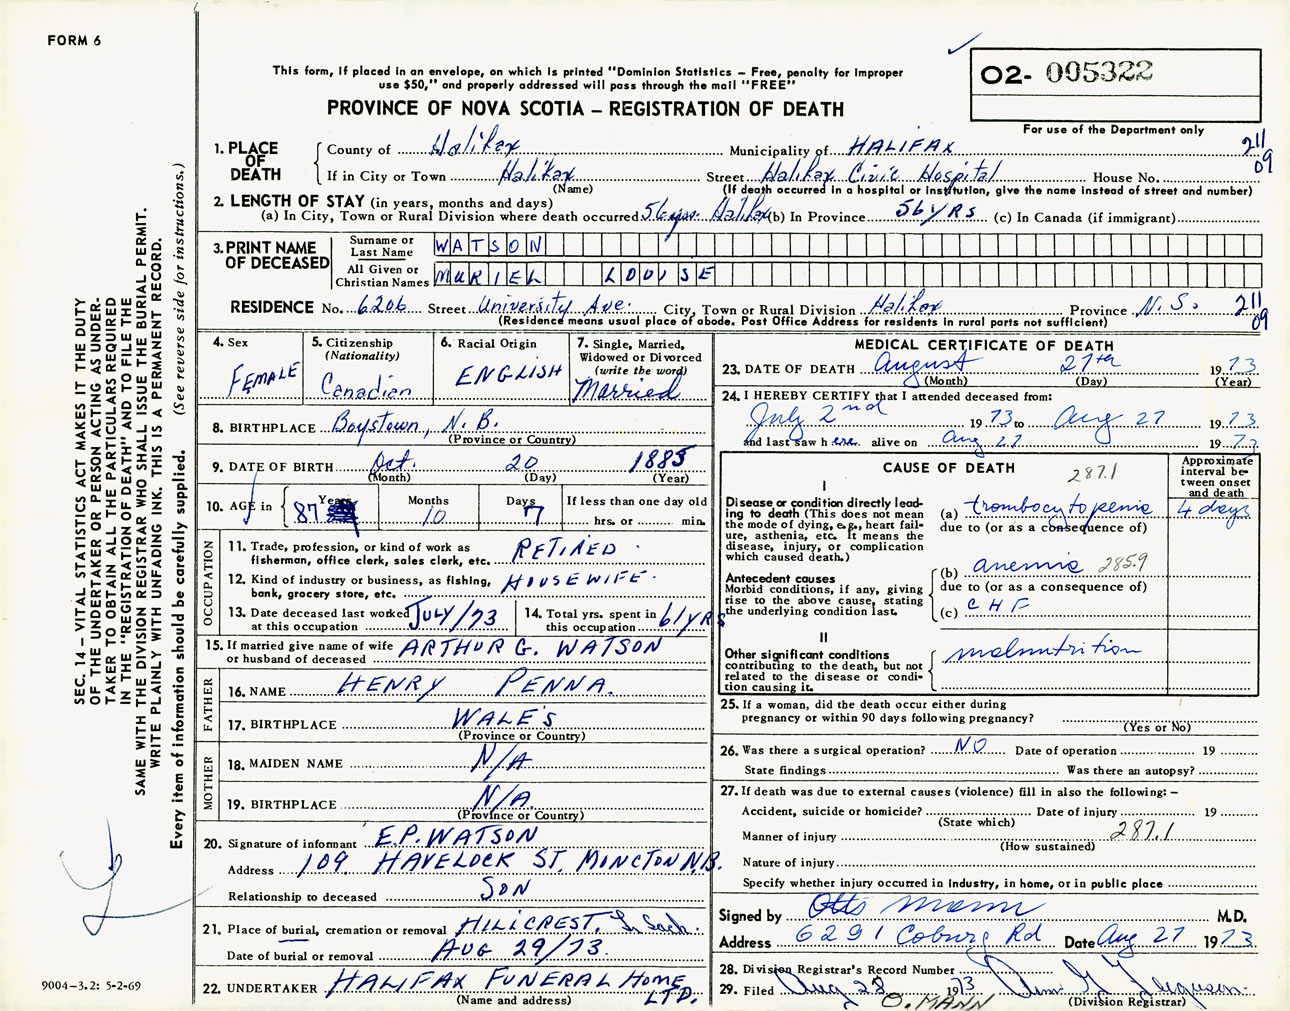 FORM 6
This form, if placed in an envelope, on which is printed "Dominion Statistics – Free, penalty for improper
use $50," and properly addressed will pass through the mail "FREE"
O2- 005322
PROVINCE OF NOVA SCOTIA – REGISTRATION OF DEATH
For use of the Department only
1. PLACE OF DEATH
County of Halifax Municipality of HALIFAX 211
If in City or Town Halifax Street Halifax Civic Hospital House No. 09
(Name) (If death occurred in a hospital or institution, give the name instead of street and number)
2. LENGTH OF STAY (in years, months and days)
(a) In City, Town or Rural Division where death occurred 56 yrs Halifax (b) In Province 56 YRS (c) In Canada (if immigrant)
3. PRINT NAME OF DECEASED
Surname or Last Name WATSON
All Given or Christian Names MURIEL LOUISE
RESIDENCE No. 6206 Street University Ave. City, Town or Rural Division Halifax Province N.S. 211
(Residence means usual place of abode. Post Office Address for residents in rural parts not sufficient) 09
4. Sex
FEMALE
5. Citizenship
(Nationality)
Canadian
6. Racial Origin
ENGLISH
7. Single, Married,
Widowed or Divorced
(write the word)
Married
8. BIRTHPLACE Boystown, N.B.
(Province or Country)
9. DATE OF BIRTH Oct. 20 1885
(Month) (Day) (Year)
10. AGE in
Years 87
Months 10
Days 7
If less than one day old
hrs. or min.
OCCUPATION
11. Trade, profession, or kind of work as
fisherman, office clerk, sales clerk, etc. RETIRED
12. Kind of industry or business, as fishing,
bank, grocery store, etc. HOUSEWIFE.
13. Date deceased last worked
at this occupation JULY/73
14. Total yrs. spent in
this occupation 61 YRS
15. If married give name of wife
or husband of deceased ARTHUR G. WATSON
FATHER
16. NAME HENRY PENNA.
17. BIRTHPLACE WALE'S
(Province or Country)
MOTHER
18. MAIDEN NAME N/A
19. BIRTHPLACE N/A
(Province or Country)
20. Signature of informant E.P. WATSON
Address 109 HAVELOCK ST. MONCTON N.B.
Relationship to deceased SON
21. Place of burial, cremation or removal HILLCREST, L. Sack.
Date of burial or removal AUG 29/73.
22. UNDERTAKER HALIFAX FUNERAL HOME LTD.
(Name and address)
MEDICAL CERTIFICATE OF DEATH
23. DATE OF DEATH August 27th 1973
(Month) (Day) (Year)
24. I HEREBY CERTIFY that I attended deceased from:
July 2nd 1973 to Aug 27 1973
and last saw h er alive on Aug 27 1973
CAUSE OF DEATH 287.1
Approximate
interval be-
tween onset
and death
I
Disease or condition directly lead-
ing to death (This does not mean
the mode of dying, e.g., heart fail-
ure, asthenia, etc. It means the
disease, injury, or complication
which caused death.)
(a) trombocytopenia 4 days
due to (or as a consequence of)
Antecedent causes
Morbid conditions, if any, giving
rise to the above cause, stating
the underlying condition last.
(b) anemia 285.9
due to (or as a consequence of)
(c) CHF
II
Other significant conditions
contributing to the death, but not
related to the disease or condi-
tion causing it.
malnutrition
25. If a woman, did the death occur either during
pregnancy or within 90 days following pregnancy?
(Yes or No)
26. Was there a surgical operation? NO Date of operation 19
State findings Was there an autopsy?
27. If death was due to external causes (violence) fill in also the following: –
Accident, suicide or homicide? Date of injury 19
(State which)
Manner of injury 287.1
(How sustained)
Nature of injury
Specify whether injury occurred in industry, in home, or in public place
Signed by Otto Mann M.D.
Address 6291 Coburg Rd Date Aug 27 1973
28. Division Registrar's Record Number
29. Filed Aug 28 1973 Ferguson
O. MANN (Division Registrar)
SEC. 14 – VITAL STATISTICS ACT MAKES IT THE DUTY
OF THE UNDERTAKER OR PERSON ACTING AS UNDER-
TAKER TO OBTAIN ALL THE PARTICULARS REQUIRED
IN THE "REGISTRATION OF DEATH" AND TO FILE THE
SAME WITH THE DIVISION REGISTRAR WHO SHALL ISSUE THE BURIAL PERMIT.
WRITE PLAINLY WITH UNFADING INK. THIS IS A PERMANENT RECORD.
Every item of information should be carefully supplied. (See reverse side for instructions.)
9004-3.2: 5-2-69